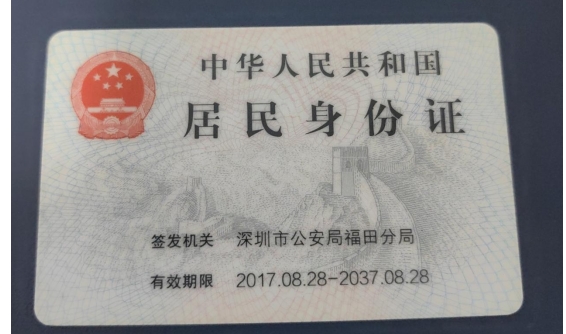 中华人民共和国
居民身份证
签发机关 深圳市公安局福田分局
有效期限 2017.08.28-2037.08.28